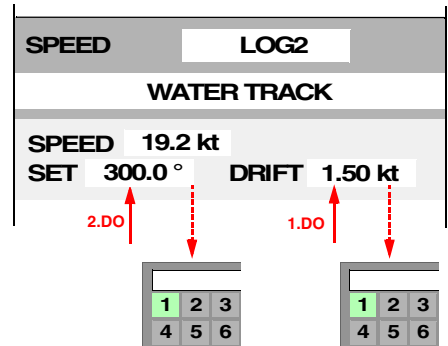 SPEED LOG2
WATER TRACK
SPEED 19.2 kt
SET 300.0 ° DRIFT 1.50 kt
2.DO 1.DO
1 2 3 1 2 3
4 5 6 4 5 6